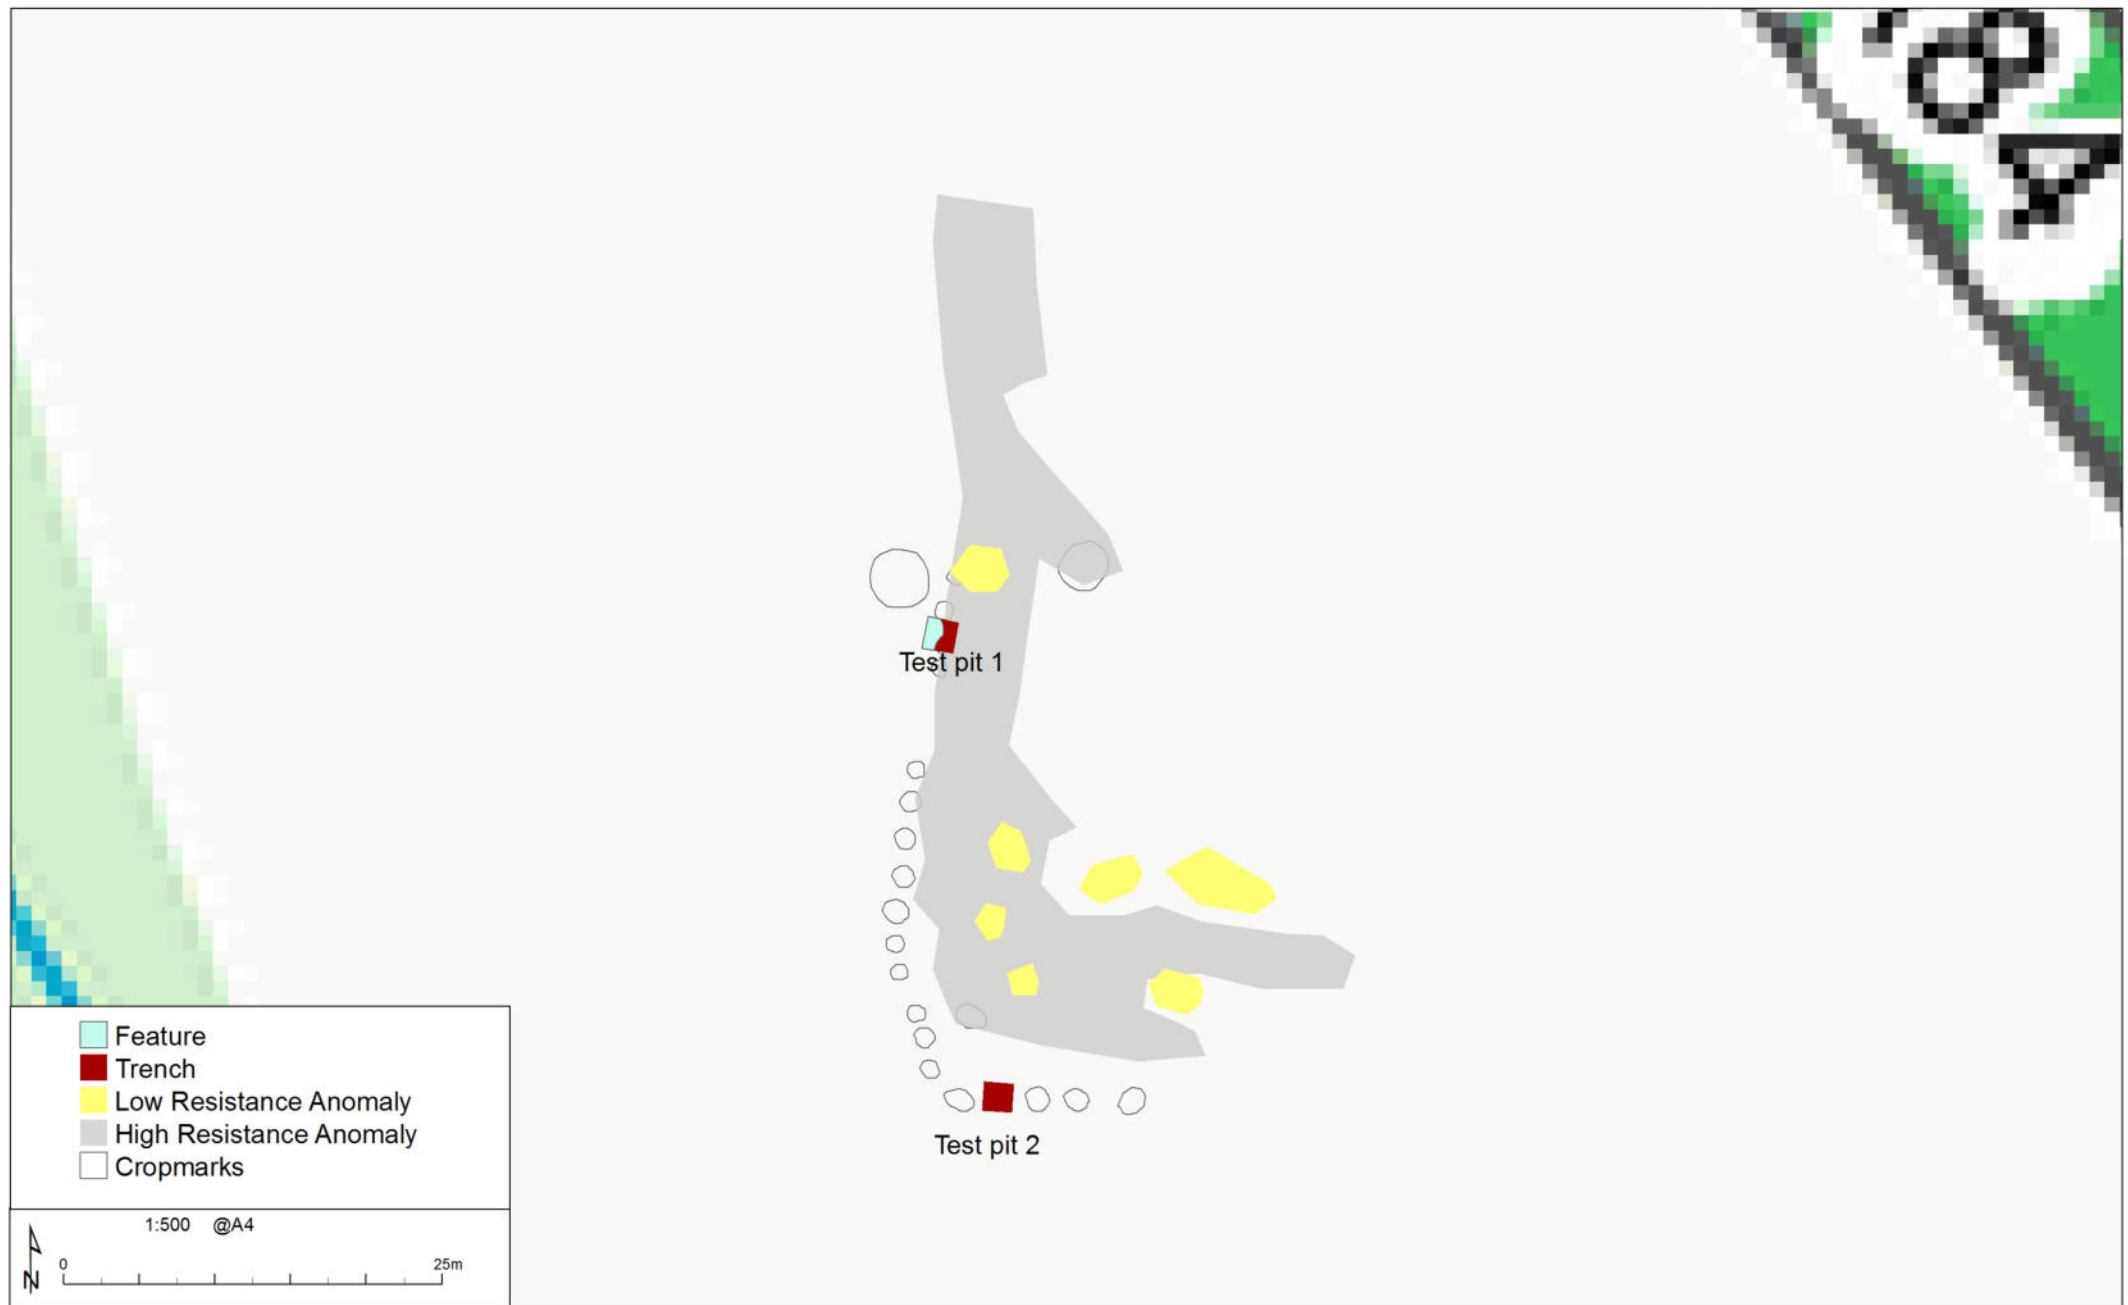 Test pit 1
Test pit 2
Feature
Trench
Low Resistance Anomaly
High Resistance Anomaly
Cropmarks
1:500 @A4
0 25m
N